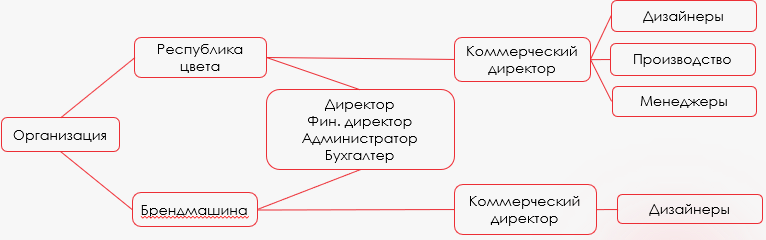 Организация
Республика
цвета
Брендмашина
Директор
Фин. директор
Администратор
Бухгалтер
Коммерческий
директор
Дизайнеры
Производство
Менеджеры
Коммерческий
директор
Дизайнеры